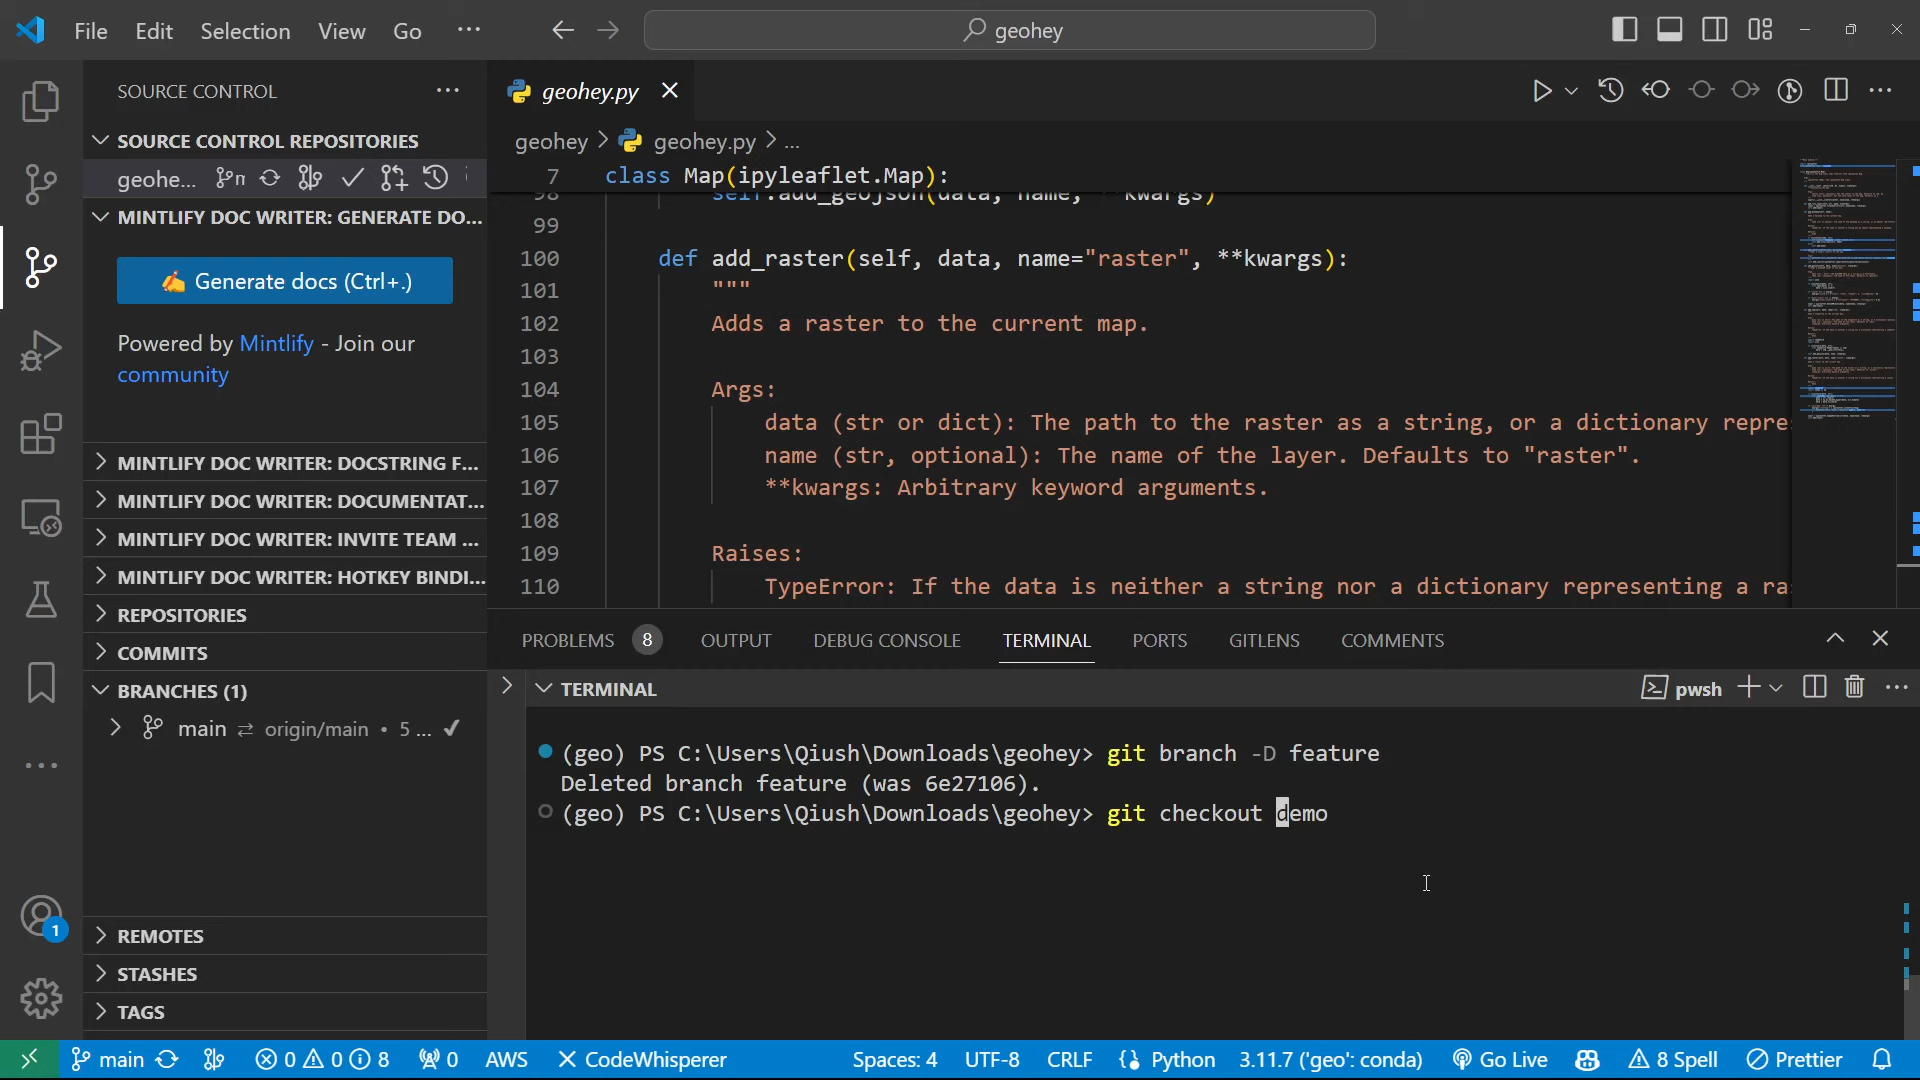 File Edit Selection View Go ···
geohey
SOURCE CONTROL
SOURCE CONTROL REPOSITORIES
geohe...
MINTLIFY DOC WRITER: GENERATE DO...
Generate docs (Ctrl+.)
Powered by Mintlify - Join our
community
MINTLIFY DOC WRITER: DOCSTRING F...
MINTLIFY DOC WRITER: DOCUMENTAT...
MINTLIFY DOC WRITER: INVITE TEAM ...
MINTLIFY DOC WRITER: HOTKEY BINDI...
REPOSITORIES
COMMITS
BRANCHES (1)
main ⇄ origin/main • 5 ... ✓
REMOTES
STASHES
TAGS
1
geohey.py
geohey > geohey.py > ...
7 class Map(ipyleaflet.Map):
98 self.add_geojson(data, name, **kwargs)
99
100 def add_raster(self, data, name="raster", **kwargs):
101 """
102 Adds a raster to the current map.
103
104 Args:
105 data (str or dict): The path to the raster as a string, or a dictionary repre
106 name (str, optional): The name of the layer. Defaults to "raster".
107 **kwargs: Arbitrary keyword arguments.
108
109 Raises:
110 TypeError: If the data is neither a string nor a dictionary representing a ra
PROBLEMS 8 OUTPUT DEBUG CONSOLE TERMINAL PORTS GITLENS COMMENTS
TERMINAL
pwsh
(geo) PS C:\Users\Qiush\Downloads\geohey> git branch -D feature
Deleted branch feature (was 6e27106).
(geo) PS C:\Users\Qiush\Downloads\geohey> git checkout demo
main 0 0 8 0 AWS CodeWhisperer Spaces: 4 UTF-8 CRLF Python 3.11.7 ('geo': conda) Go Live 8 Spell Prettier